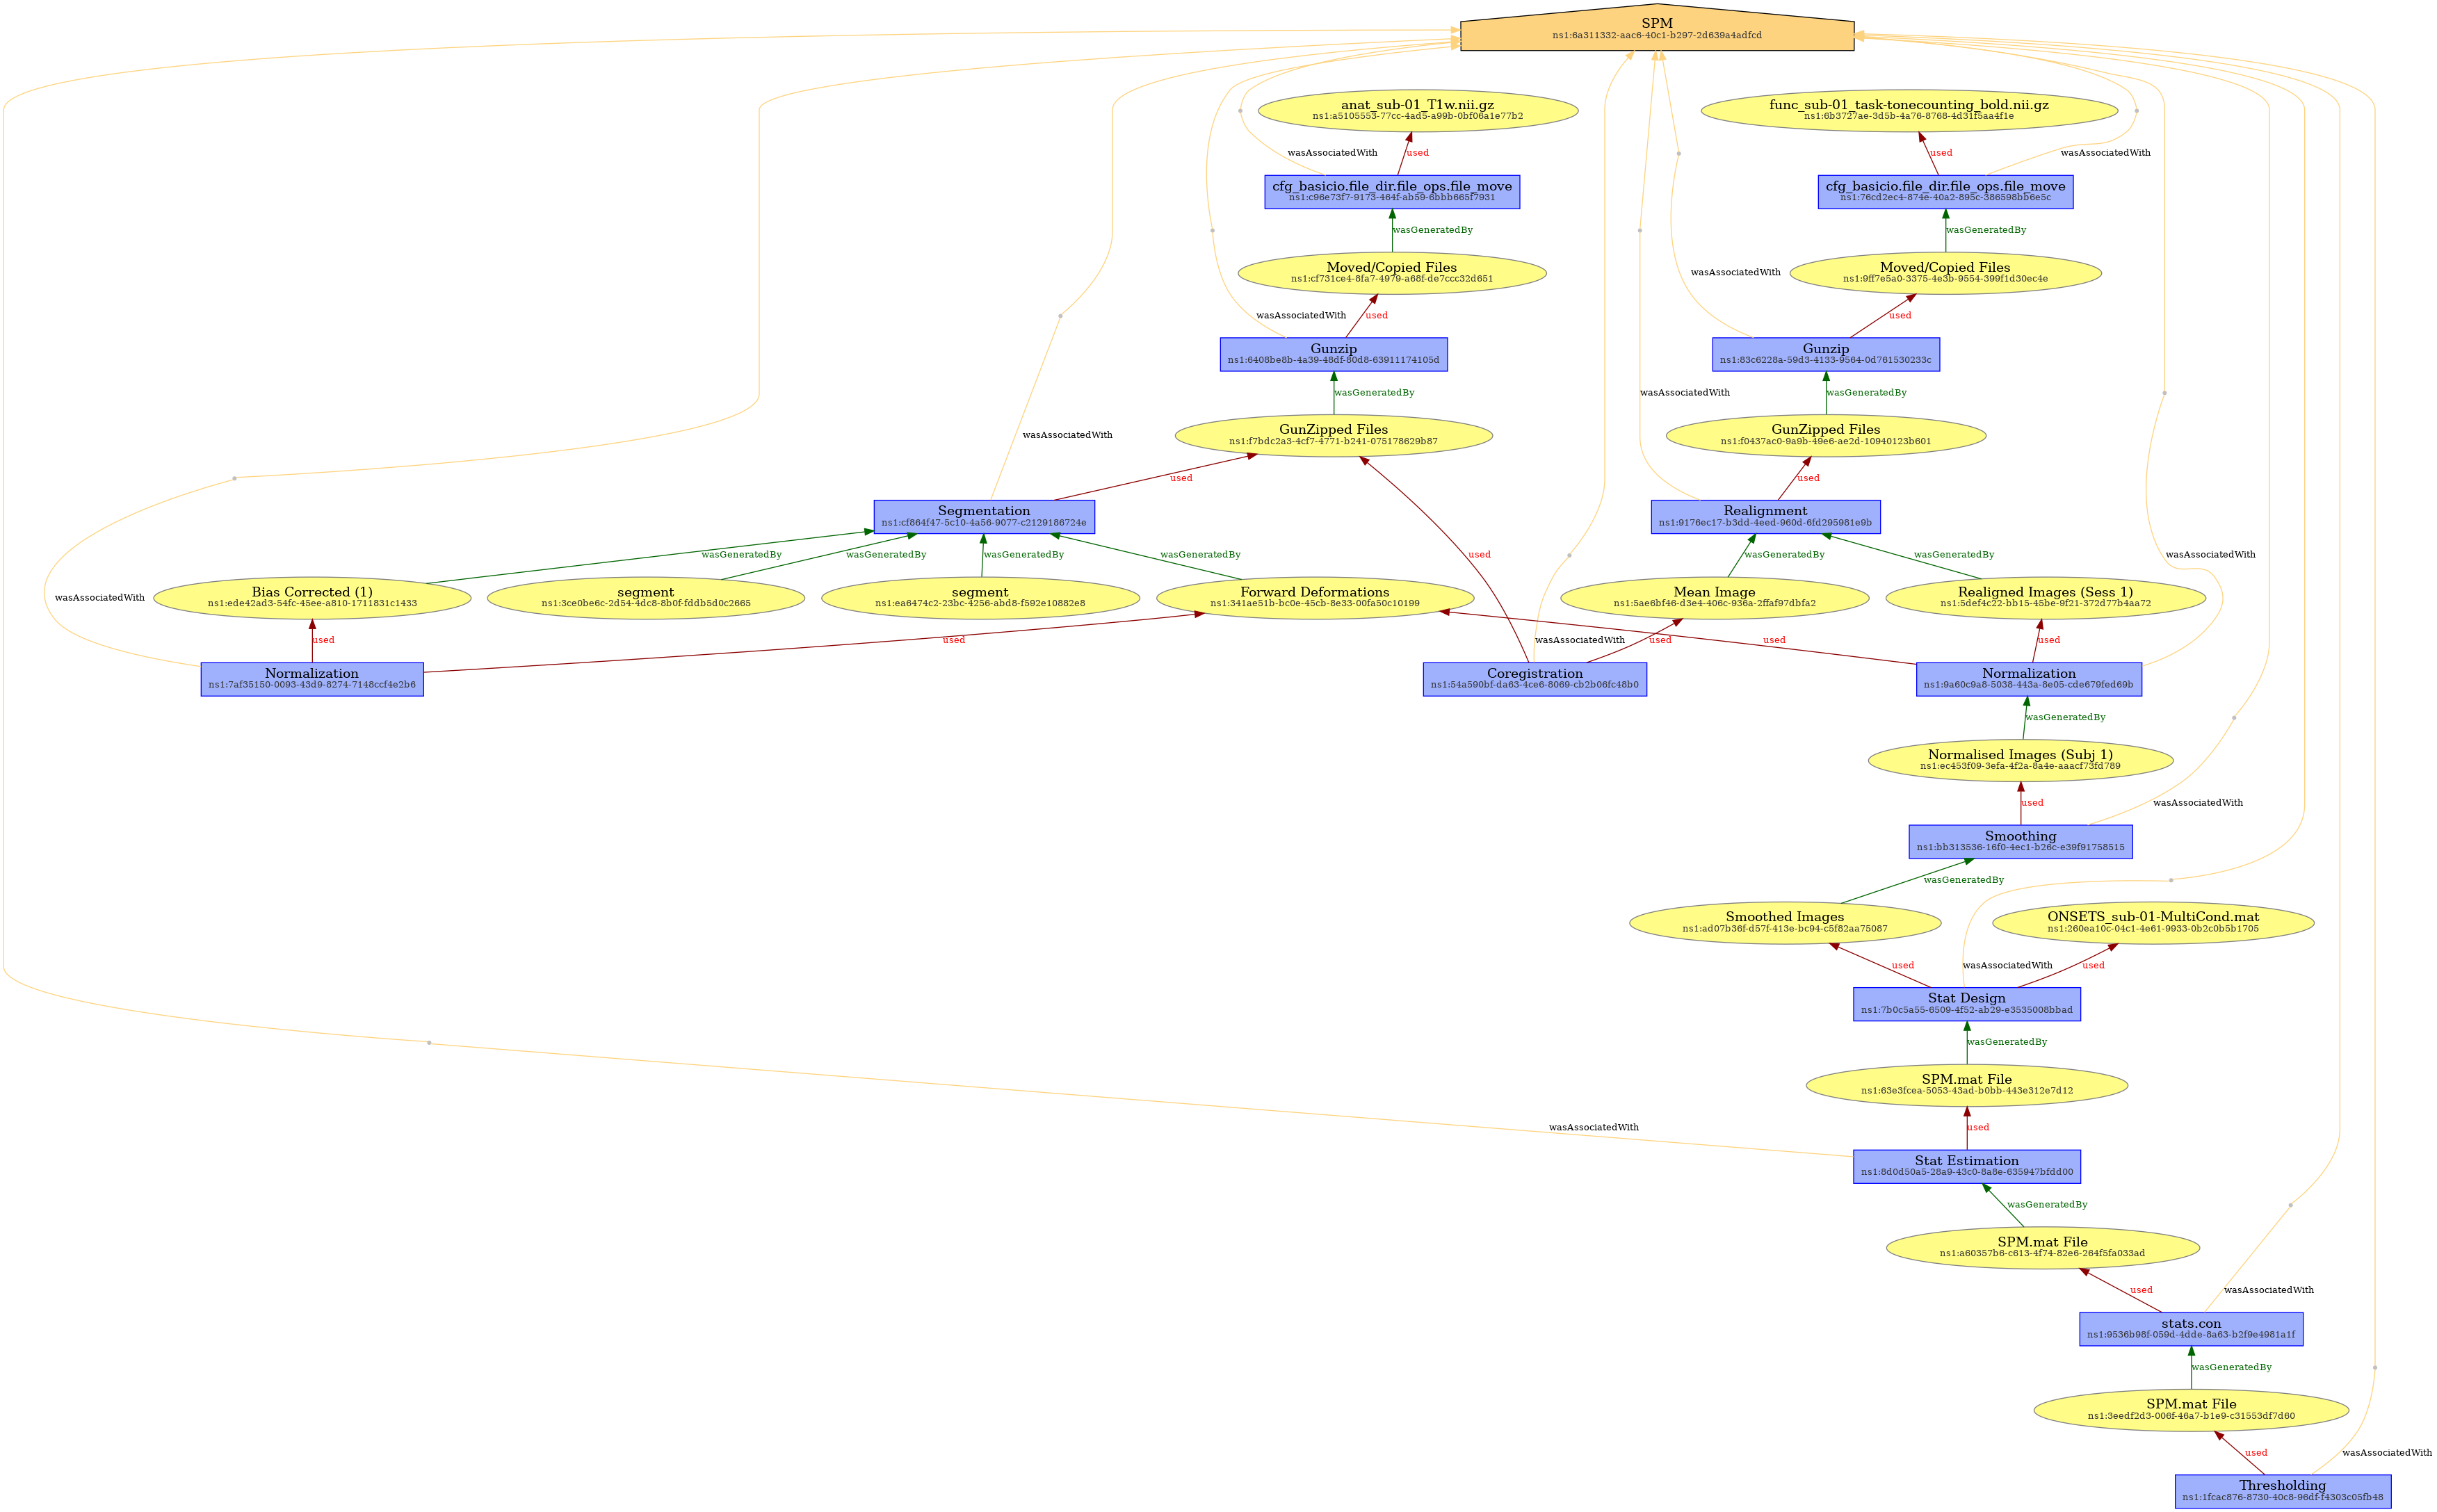 SPM
ns1:6a311332-aac6-40c1-b297-2d639a4adfcd
anat_sub-01_T1w.nii.gz
ns1:a5105553-77cc-4ad5-a99b-0bf06a1e77b2
func_sub-01_task-tonecounting_bold.nii.gz
ns1:6b3727ae-3d5b-4a76-8768-4d31f5aa4f1e
wasAssociatedWith
used
used
wasAssociatedWith
cfg_basicio.file_dir.file_ops.file_move
ns1:c96e73f7-9173-464f-ab59-6bbb665f7931
cfg_basicio.file_dir.file_ops.file_move
ns1:76cd2ec4-874e-40a2-895c-386598bb6e5c
wasGeneratedBy
wasGeneratedBy
Moved/Copied Files
ns1:cf731ce4-8fa7-4979-a68f-de7ccc32d651
Moved/Copied Files
ns1:9ff7e5a0-3375-4e3b-9554-399f1d30ec4e
wasAssociatedWith
used
wasAssociatedWith
used
Gunzip
ns1:6408be8b-4a39-48df-80d8-63911174105d
Gunzip
ns1:83c6228a-59d3-4133-9564-0d761530233c
wasGeneratedBy
wasAssociatedWith
wasGeneratedBy
GunZipped Files
ns1:f7bdc2a3-4cf7-4771-b241-075178629b87
GunZipped Files
ns1:f0437ac0-9a9b-49e6-ae2d-10940123b601
wasAssociatedWith
used
used
Segmentation
ns1:cf864f47-5c10-4a56-9077-c2129186724e
Realignment
ns1:9176ec17-b3dd-4eed-960d-6fd295981e9b
wasGeneratedBy
wasGeneratedBy
wasGeneratedBy
wasGeneratedBy
used
wasGeneratedBy
wasGeneratedBy
wasAssociatedWith
wasAssociatedWith
Bias Corrected (1)
ns1:ede42ad3-54fc-45ee-a810-1711831c1433
segment
ns1:3ce0be6c-2d54-4dc8-8b0f-fddb5d0c2665
segment
ns1:ea6474c2-23bc-4256-abd8-f592e10882e8
Forward Deformations
ns1:341ae51b-bc0e-45cb-8e33-00fa50c10199
Mean Image
ns1:5ae6bf46-d3e4-406c-936a-2ffaf97dbfa2
Realigned Images (Sess 1)
ns1:5def4c22-bb15-45be-9f21-372d77b4aa72
used
used
wasAssociatedWith
used
used
used
Normalization
ns1:7af35150-0093-43d9-8274-7148ccf4e2b6
Coregistration
ns1:54a590bf-da63-4ce6-8069-cb2b06fc48b0
Normalization
ns1:9a60c9a8-5038-443a-8e05-cde679fed69b
wasGeneratedBy
Normalised Images (Subj 1)
ns1:ec453f09-3efa-4f2a-8a4e-aaacf73fd789
used
wasAssociatedWith
Smoothing
ns1:bb313536-16f0-4ec1-b26c-e39f91758515
wasGeneratedBy
Smoothed Images
ns1:ad07b36f-d57f-413e-bc94-c5f82aa75087
ONSETS_sub-01-MultiCond.mat
ns1:260ea10c-04c1-4e61-9933-0b2c0b5b1705
used
wasAssociatedWith
used
Stat Design
ns1:7b0c5a55-6509-4f52-ab29-e3535008bbad
wasGeneratedBy
SPM.mat File
ns1:63e3fcea-5053-43ad-b0bb-443e312e7d12
wasAssociatedWith
used
Stat Estimation
ns1:8d0d50a5-28a9-43c0-8a8e-635947bfdd00
wasGeneratedBy
SPM.mat File
ns1:a60357b6-c613-4f74-82e6-264f5fa033ad
used
wasAssociatedWith
stats.con
ns1:9536b98f-059d-4dde-8a63-b2f9e4981a1f
wasGeneratedBy
SPM.mat File
ns1:3eedf2d3-006f-46a7-b1e9-c31553df7d60
used
wasAssociatedWith
Thresholding
ns1:1fcac876-8730-40c8-96df-f4303c05fb48